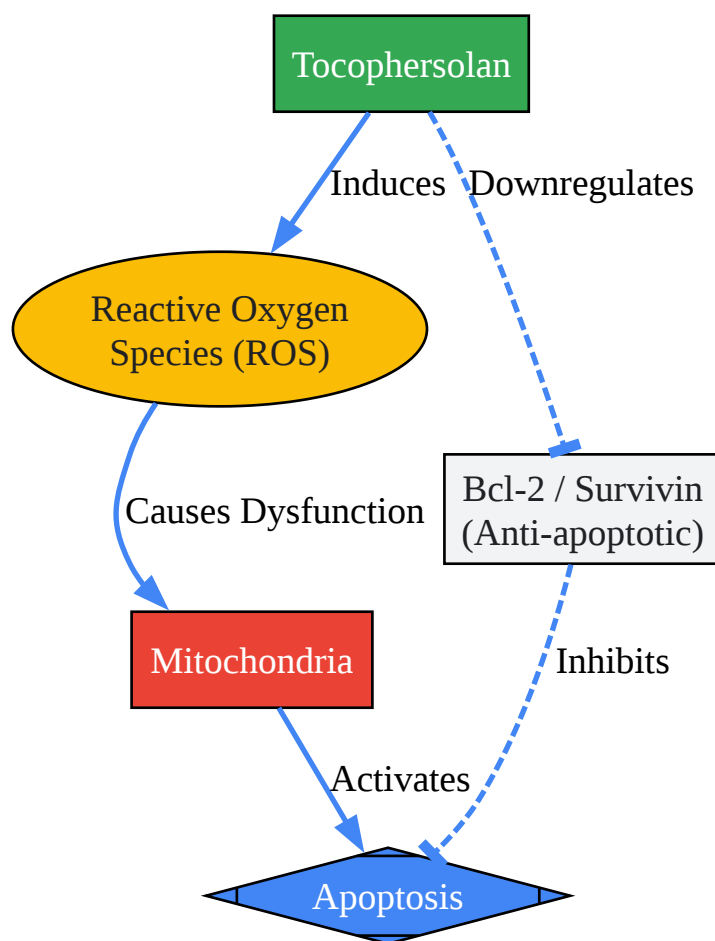 Tocophersolan
Induces
Downregulates
Reactive Oxygen
Species (ROS)
Bcl-2 / Survivin
(Anti-apoptotic)
Causes Dysfunction
Mitochondria
Inhibits
Activates
Apoptosis